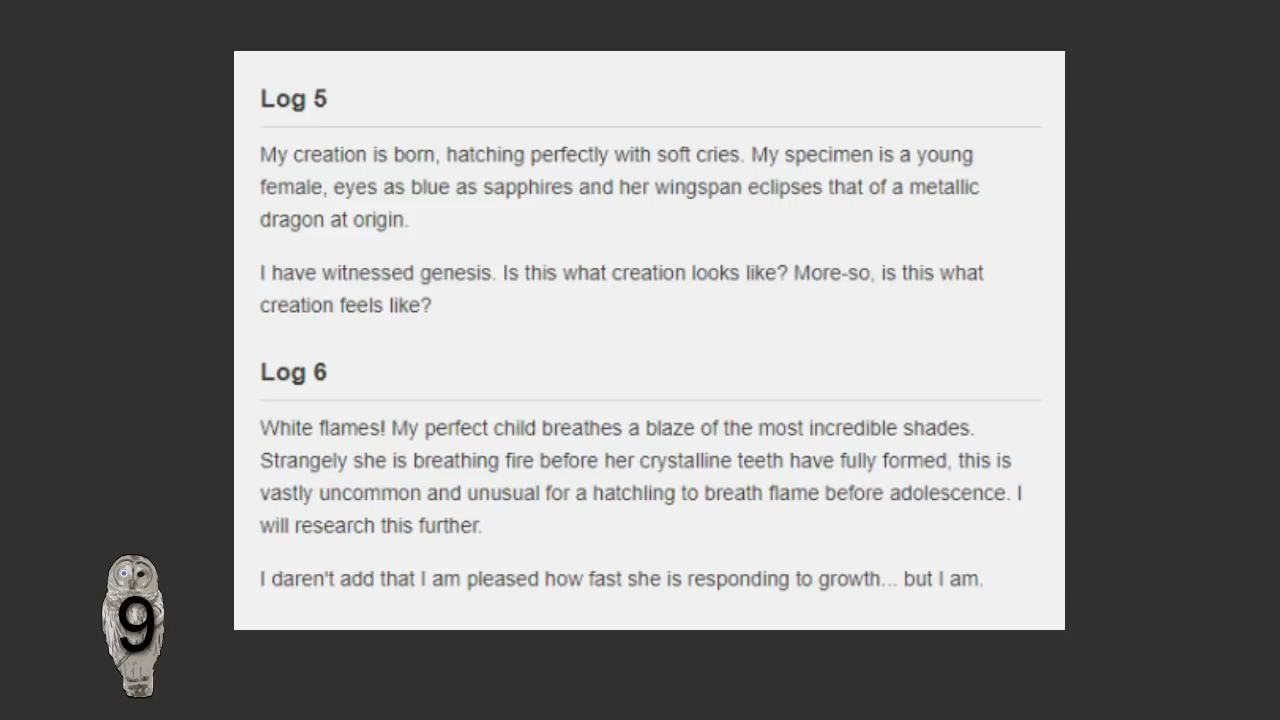 Log 5
My creation is born, hatching perfectly with soft cries. My specimen is a young
female, eyes as blue as sapphires and her wingspan eclipses that of a metallic
dragon at origin.
I have witnessed genesis. Is this what creation looks like? More-so, is this what
creation feels like?
Log 6
White flames! My perfect child breathes a blaze of the most incredible shades.
Strangely she is breathing fire before her crystalline teeth have fully formed, this is
vastly uncommon and unusual for a hatchling to breath flame before adolescence. I
will research this further.
I daren't add that I am pleased how fast she is responding to growth... but I am.
9